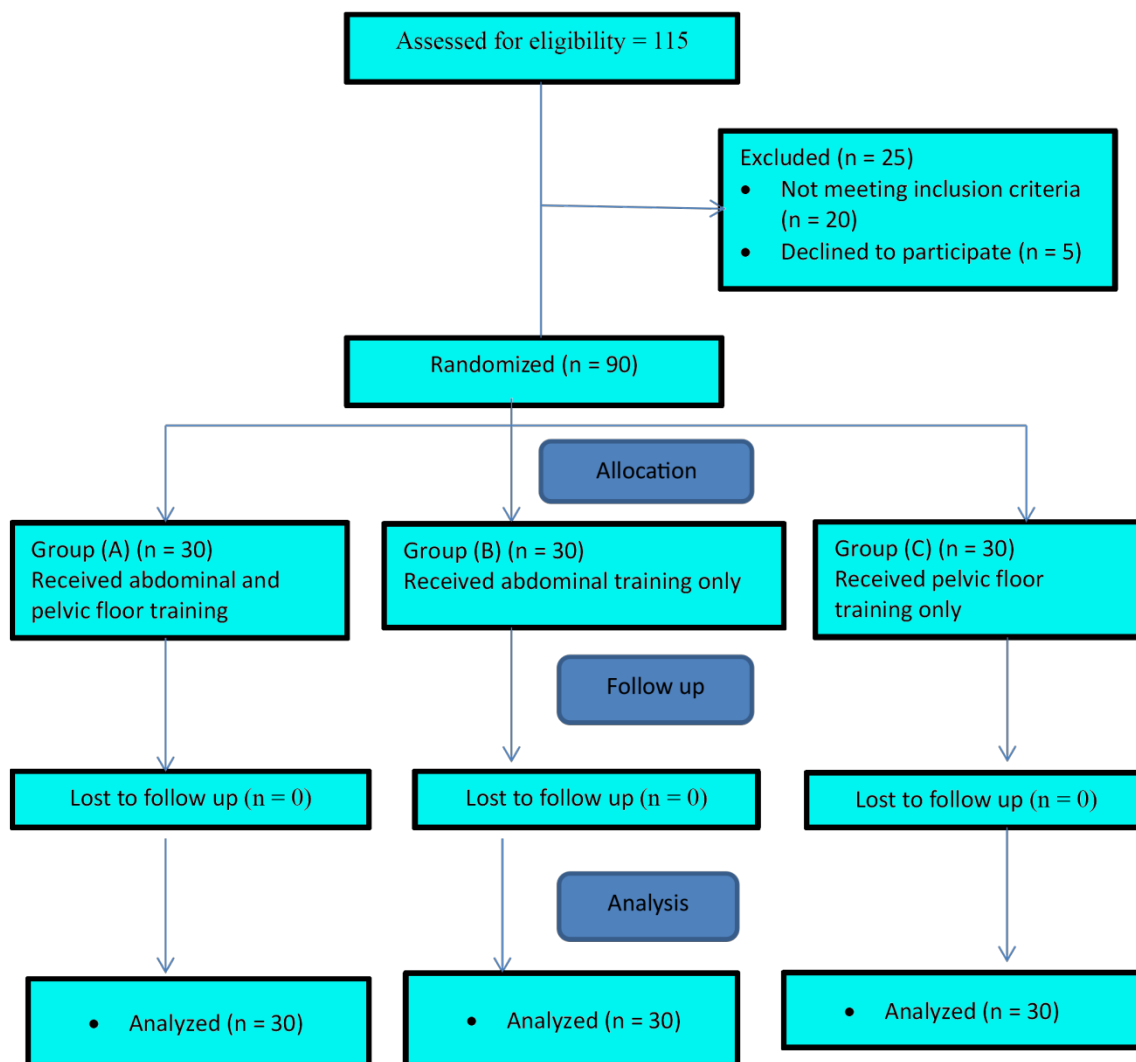 Assessed for eligibility = 115
Excluded (n = 25)
• Not meeting inclusion criteria
(n = 20)
• Declined to participate (n = 5)
Randomized (n = 90)
Allocation
Group (A) (n = 30)
Received abdominal and
pelvic floor training
Group (B) (n = 30)
Received abdominal training only
Group (C) (n = 30)
Received pelvic floor
training only
Follow up
Lost to follow up (n = 0)
Lost to follow up (n = 0)
Lost to follow up (n = 0)
Analysis
• Analyzed (n = 30)
• Analyzed (n = 30)
• Analyzed (n = 30)